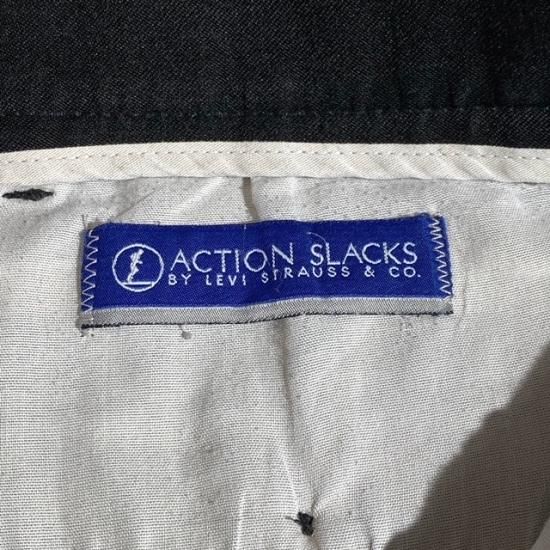 ACTION SLACKS
BY LEVI STRAUSS & CO.